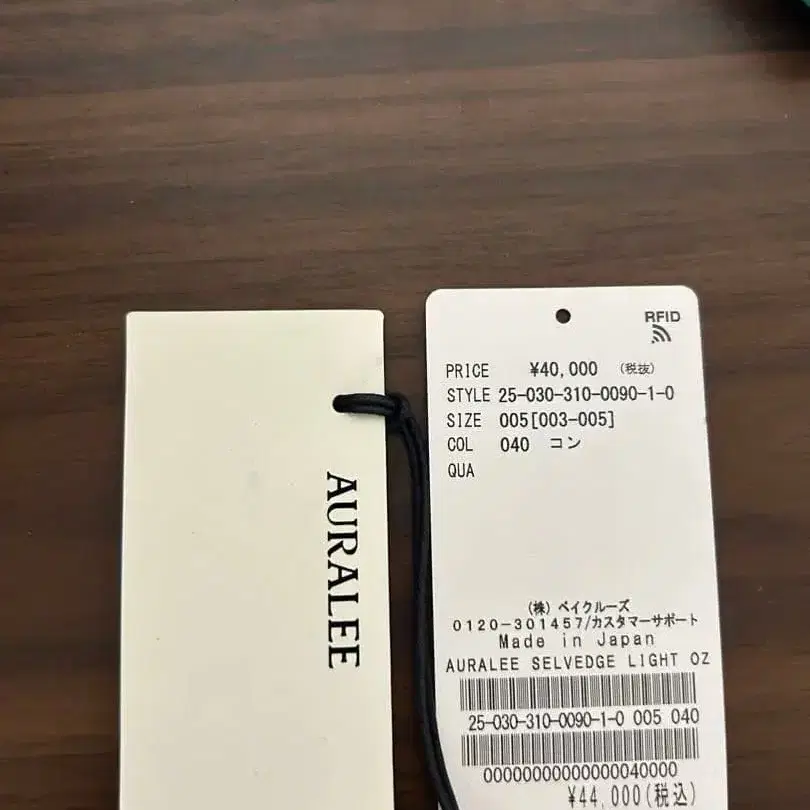 AURALEE
RFID
PRICE ¥40,000 (税抜)
STYLE 25-030-310-0090-1-0
SIZE 005[003-005]
COL 040 コン
QUA
(株) ベイクルーズ
0120-301457/カスタマーサポート
Made in Japan
AURALEE SELVEDGE LIGHT OZ
25-030-310-0090-1-0 005 040
00000000000000040000
¥44,000(税込)